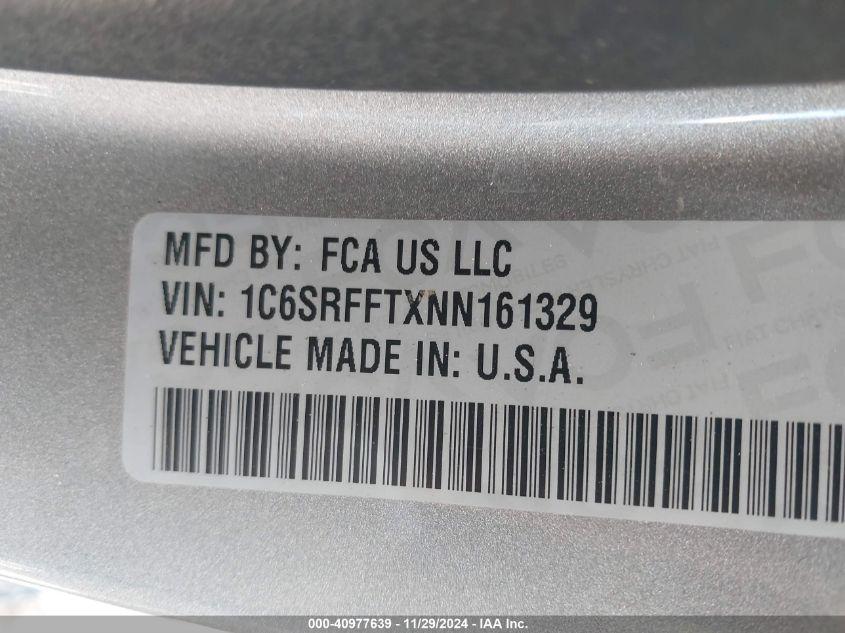 MFD BY: FCA US LLC
VIN: 1C6SRFFTXNN161329
VEHICLE MADE IN: U.S.A.
000-40977639 - 11/29/2024 - IAA Inc.